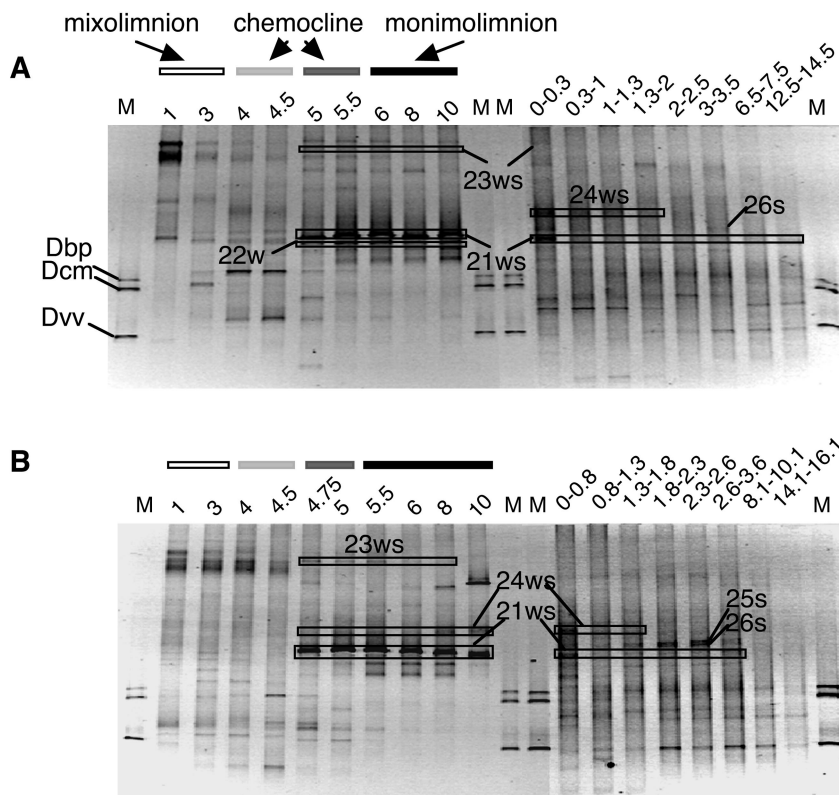 mixolimnion chemocline monimolimnion
A
M 1 3 4 4.5 5 5.5 6 8 10 M M 0-0.3 0.3-1 1-1.3 1.3-2 2-2.5 3-3.5 6.5-7.5 12.5-14.5 M
23ws
24ws
26s
22w 21ws
Dbp
Dcm
Dvv
B
M 1 3 4 4.5 4.75 5 5.5 6 8 10 M M 0-0.8 0.8-1.3 1.3-1.8 1.8-2.3 2.3-2.6 2.6-3.6 8.1-10.1 14.1-16.1 M
23ws
24ws
21ws
25s
26s